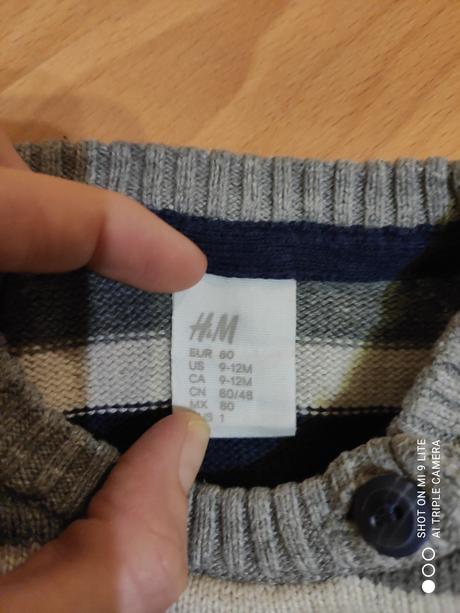 H&M
EUR 80
US 9-12M
CA 9-12M
CN 80/48
MX 80
1
SHOT ON MI 9 LITE
AI TRIPLE CAMERA